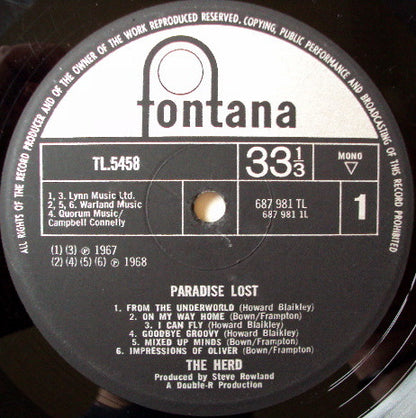 ALL RIGHTS OF THE RECORD PRODUCER AND OF THE OWNER OF THE WORK REPRODUCED RESERVED. COPYING, PUBLIC PERFORMANCE AND BROADCASTING OF THIS RECORD PROHIBITED
fontana
TL.5458
33 1/3
MONO
1, 3. Lynn Music Ltd.
2, 5, 6. Warland Music
4. Quorum Music/
Campbell Connelly
687 981 TL
687 981 1L
1
(1) (3) ℗ 1967
(2) (4) (5) (6) ℗ 1968
PARADISE LOST
1. FROM THE UNDERWORLD (Howard Blaikley)
2. ON MY WAY HOME (Bown/Frampton)
3. I CAN FLY (Howard Blaikley)
4. GOODBYE GROOVY (Howard Blaikley)
5. MIXED UP MINDS (Bown/Frampton)
6. IMPRESSIONS OF OLIVER (Bown/Frampton)
THE HERD
Produced by Steve Rowland
A Double-R Production